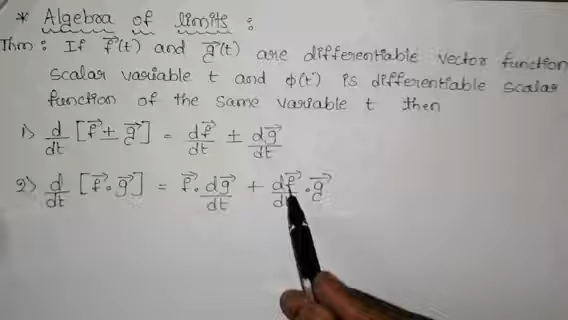 * Algebra of limits :
Thm : If f⃗(t) and g⃗(t) are differentiable vector function
scalar variable t and ϕ(t) is differentiable scalar
function of the same variable t then
1) d/dt [f⃗ ± g⃗] = df⃗/dt ± dg⃗/dt
2) d/dt [f⃗ · g⃗] = f⃗ · dg⃗/dt + df⃗/dt · g⃗